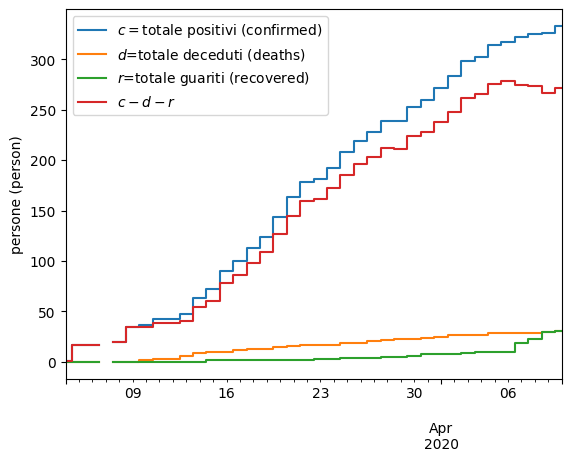 c = totale positivi (confirmed)
d=totale deceduti (deaths)
r=totale guariti (recovered)
c − d − r
persone (person)
350
300
250
200
150
100
50
0
09 16 23 30 06
Apr
2020